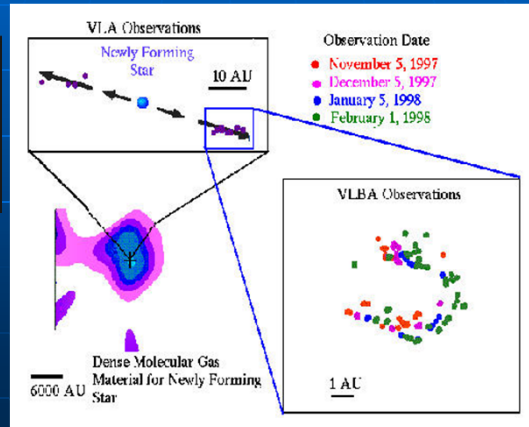 VLA Observations
Newly Forming
Star
10 AU
Observation Date
November 5, 1997
December 5, 1997
January 5, 1998
February 1, 1998
VLBA Observations
1 AU
6000 AU
Dense Molecular Gas
Material for Newly Forming
Star